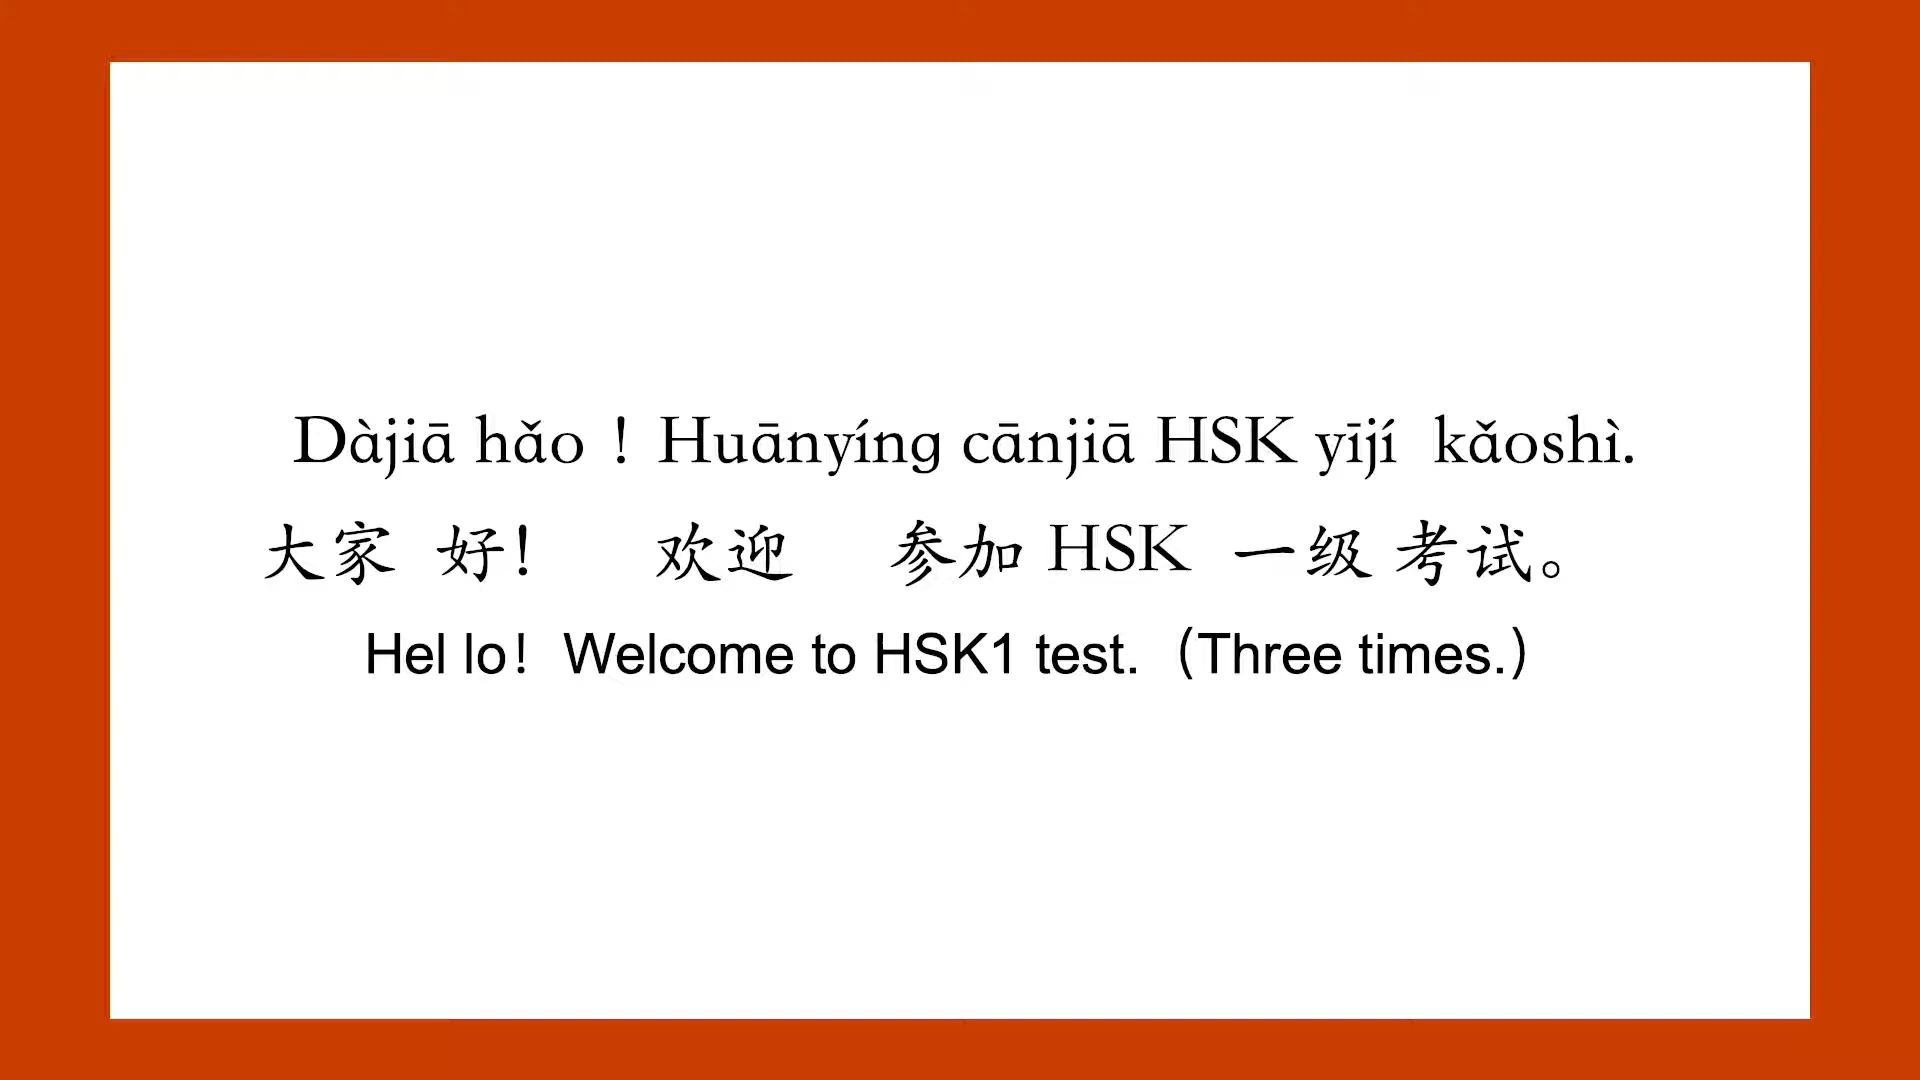 Dàjiā hǎo！Huānyíng cānjiā HSK yījí kǎoshì.
大家 好！ 欢迎 参加 HSK 一级 考试。
Hel lo！Welcome to HSK1 test.（Three times.）